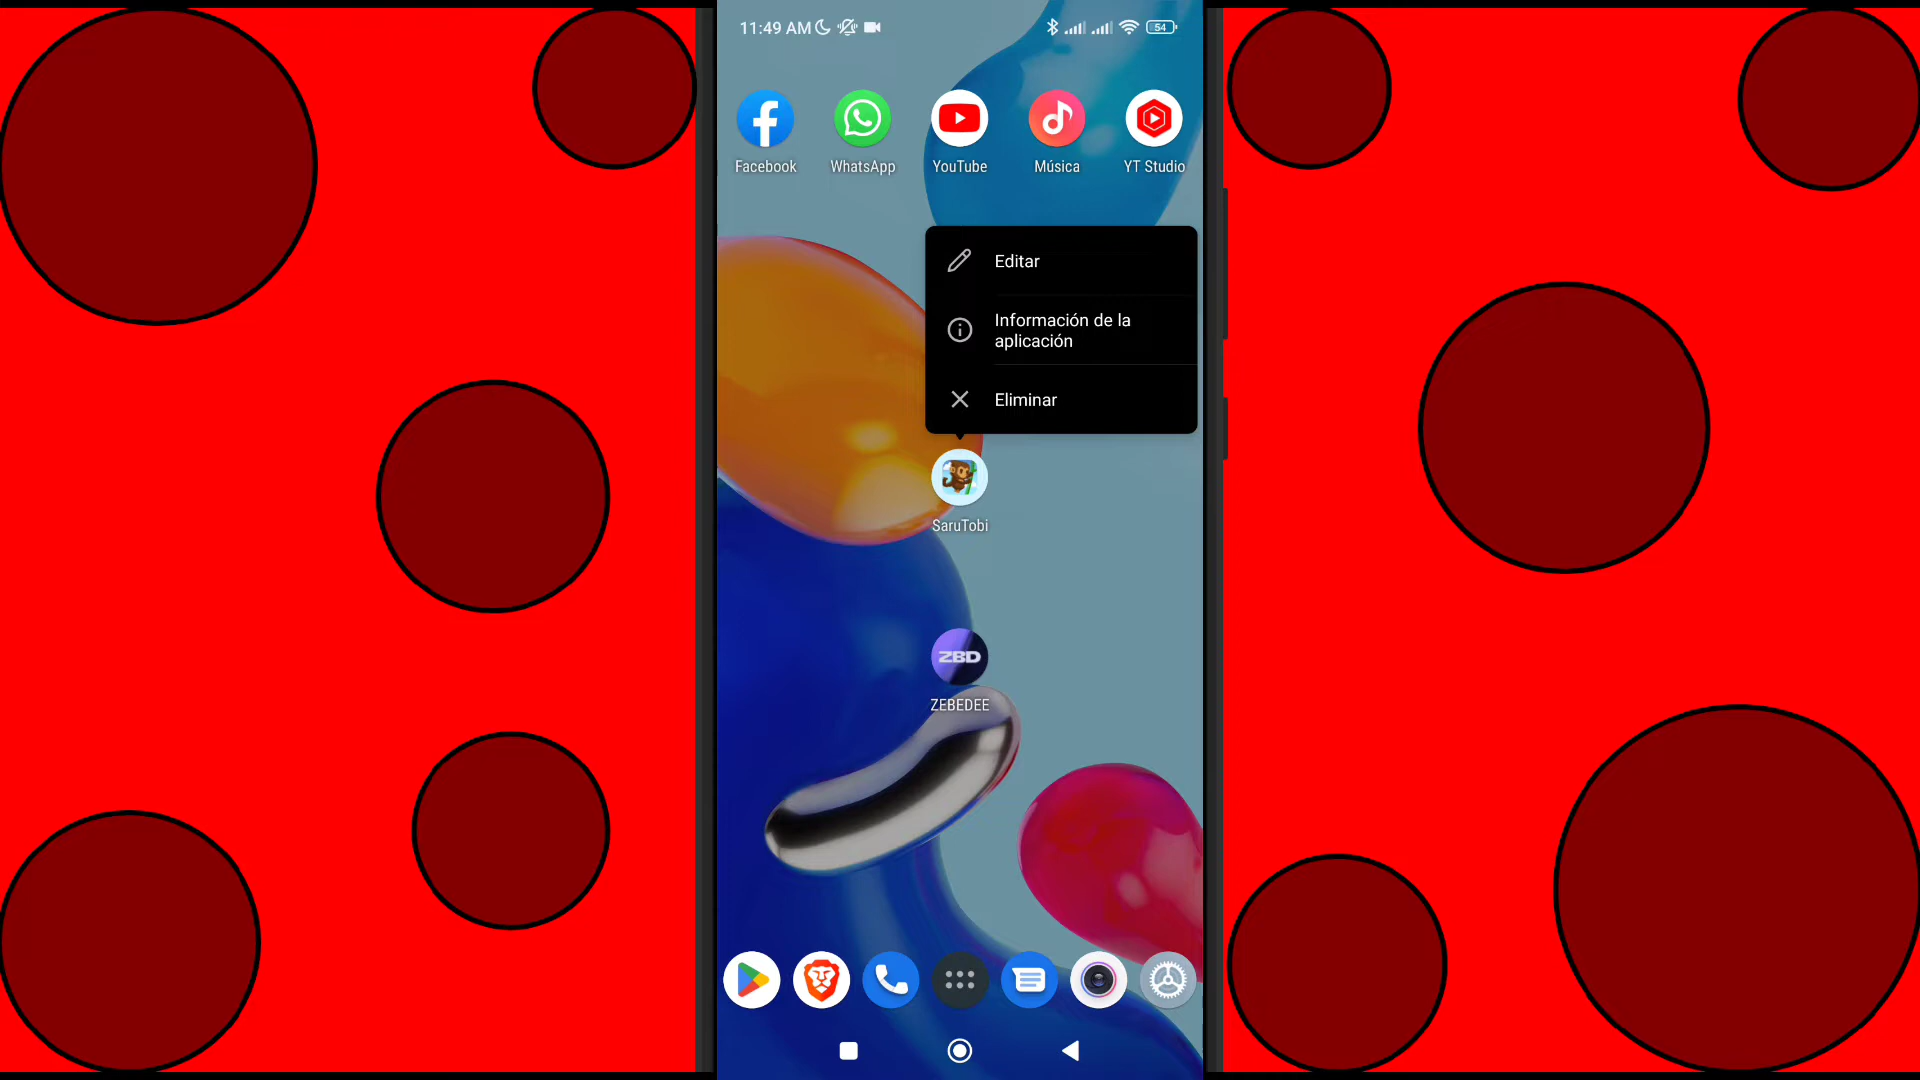 11:49 AM
54
Facebook
WhatsApp
YouTube
Música
YT Studio
Editar
Información de la
aplicación
Eliminar
SaruTobi
ZBD
ZEBEDEE